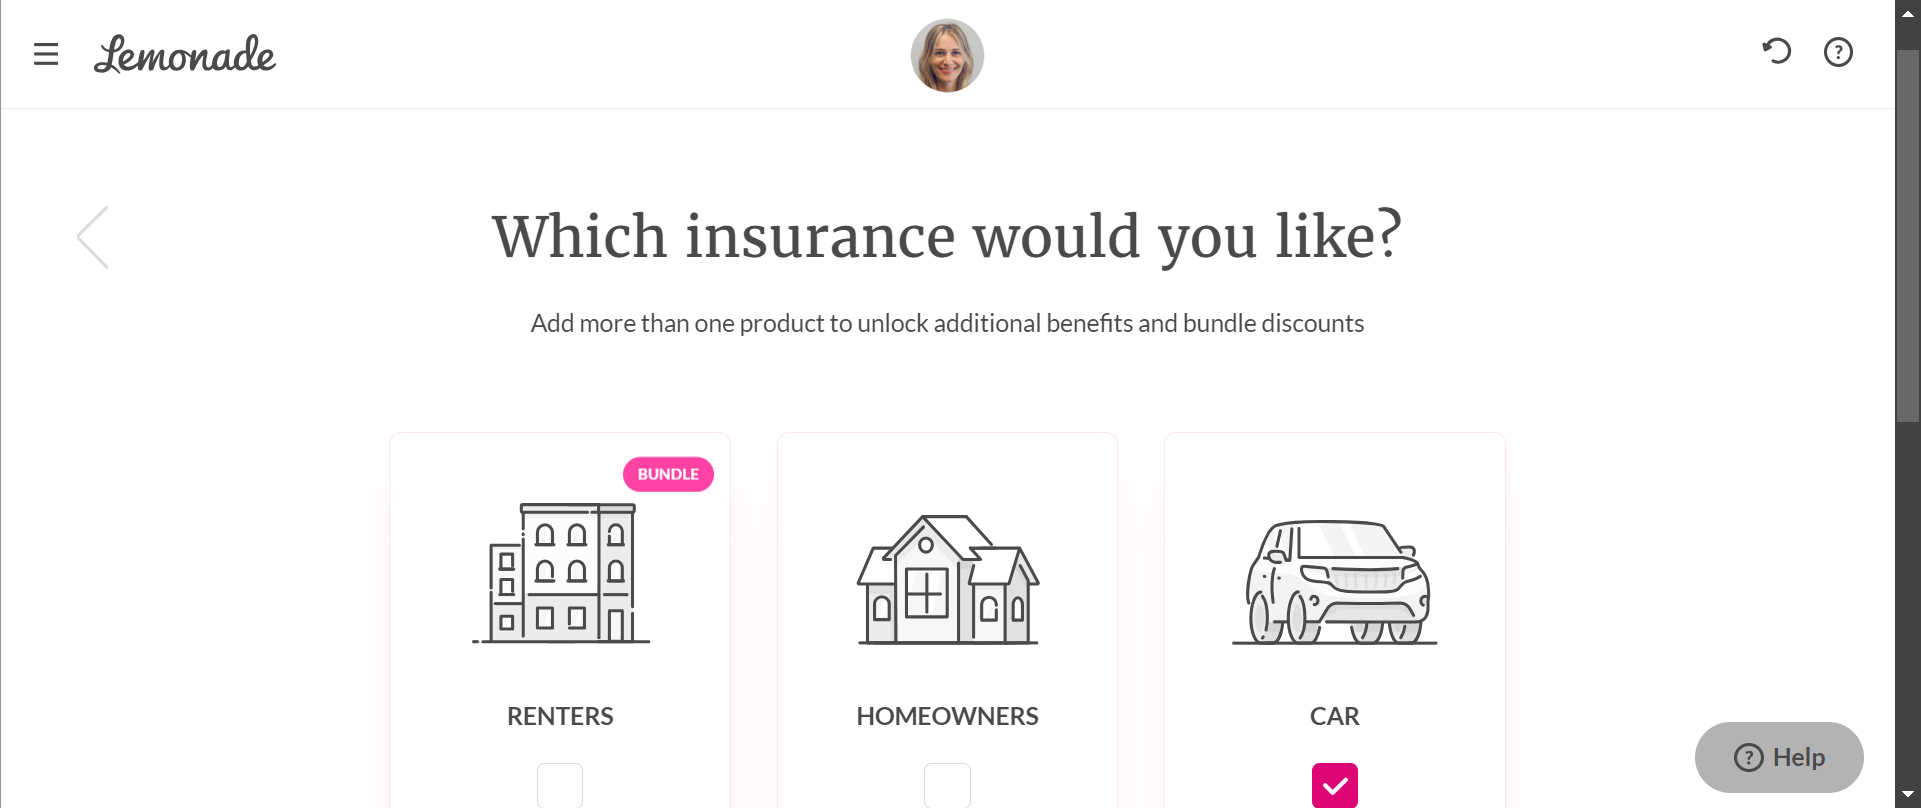 Lemonade
Which insurance would you like?
Add more than one product to unlock additional benefits and bundle discounts
BUNDLE
RENTERS
HOMEOWNERS
CAR
? Help